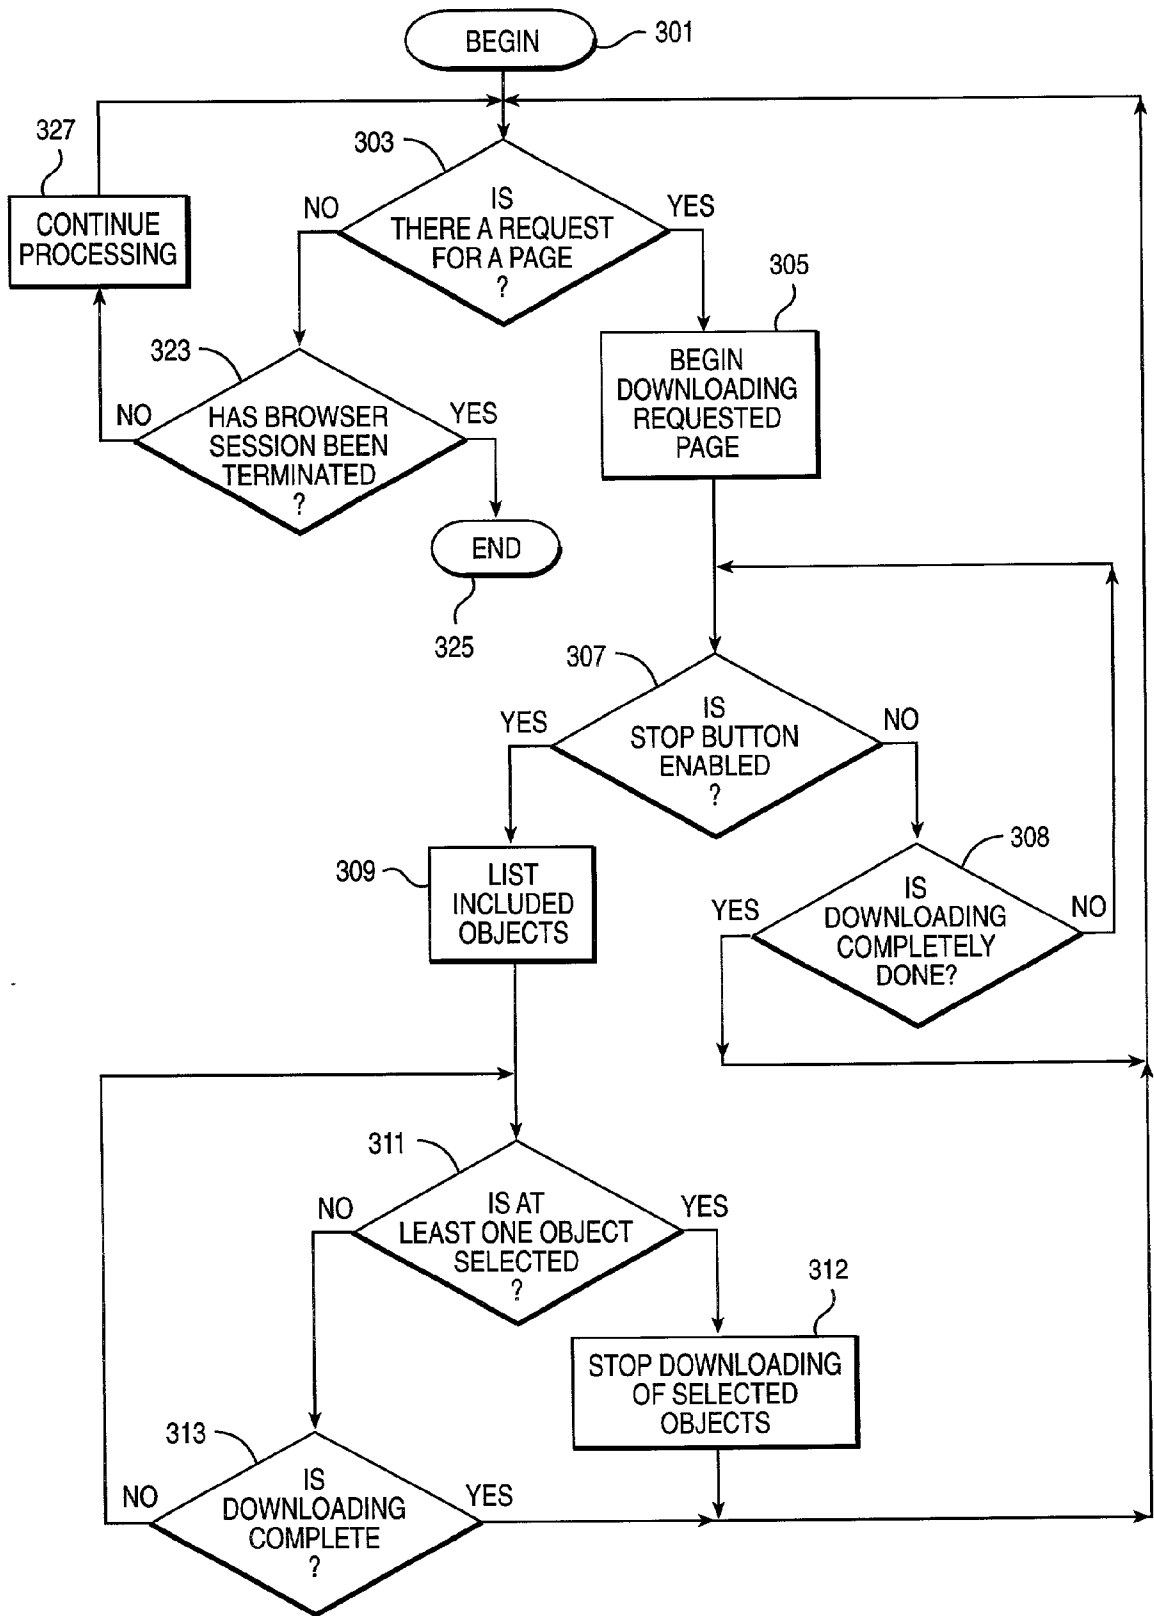 BEGIN
301
327
303
CONTINUE
PROCESSING
NO
IS
THERE A REQUEST
FOR A PAGE
?
YES
305
323
BEGIN
DOWNLOADING
REQUESTED
PAGE
NO
HAS BROWSER
SESSION BEEN
TERMINATED
?
YES
END
325
307
YES
IS
STOP BUTTON
ENABLED
?
NO
308
309
LIST
INCLUDED
OBJECTS
YES
IS
DOWNLOADING
COMPLETELY
DONE?
NO
311
NO
IS AT
LEAST ONE OBJECT
SELECTED
?
YES
312
STOP DOWNLOADING
OF SELECTED
OBJECTS
313
NO
IS
DOWNLOADING
COMPLETE
?
YES